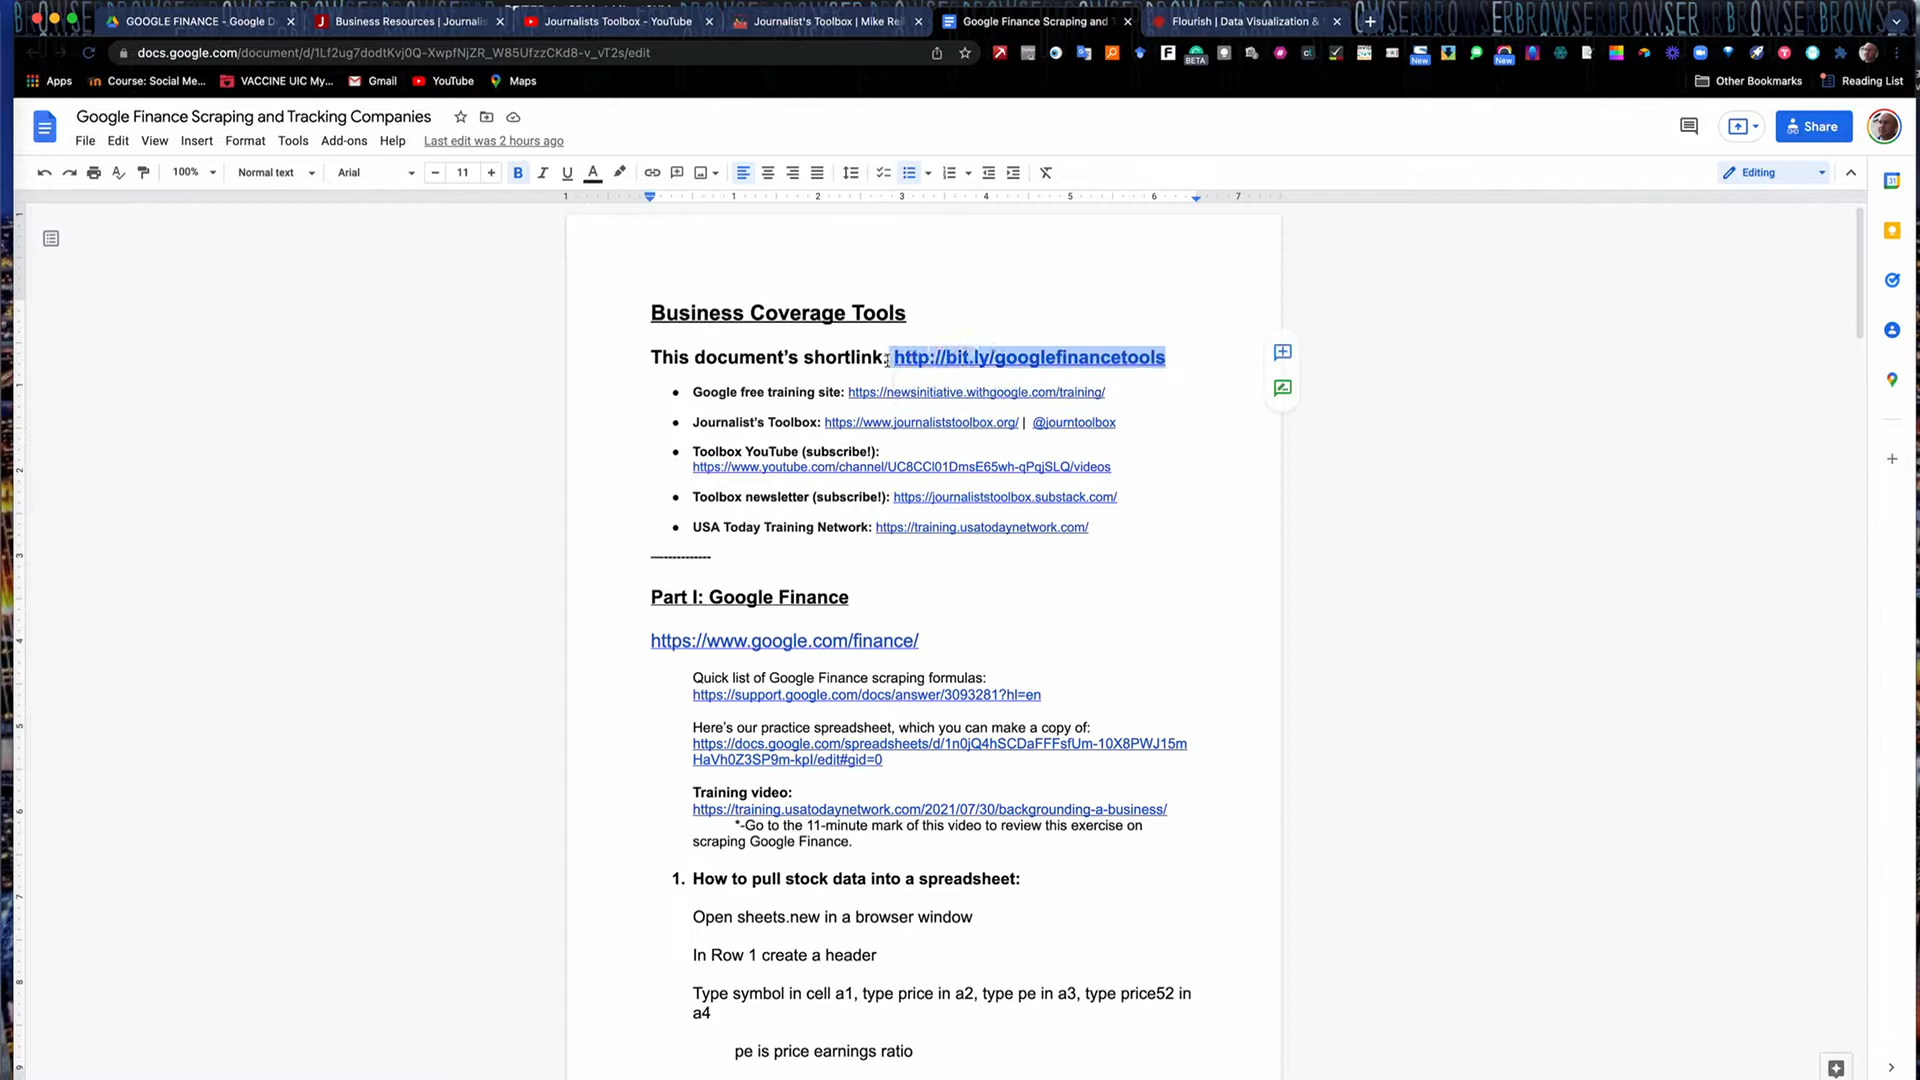 GOOGLE FINANCE - Google D
Business Resources | Journalis
Journalists Toolbox - YouTube
Journalist's Toolbox | Mike Rei
Google Finance Scraping and T
Flourish | Data Visualization &
docs.google.com/document/d/1Lf2ug7dodtKvj0Q-XwpfNjZR_W85UfzzCKd8-v_vT2s/edit
BETA
New
New
Apps
Course: Social Me...
VACCINE UIC My...
Gmail
YouTube
Maps
Other Bookmarks
Reading List
Google Finance Scraping and Tracking Companies
File Edit View Insert Format Tools Add-ons Help
Last edit was 2 hours ago
Share
100%
Normal text
Arial
11
Editing
1 1 2 3 4 5 6 7
Business Coverage Tools
This document's shortlink: http://bit.ly/googlefinancetools
● Google free training site: https://newsinitiative.withgoogle.com/training/
● Journalist's Toolbox: https://www.journaliststoolbox.org/ | @journtoolbox
● Toolbox YouTube (subscribe!):
https://www.youtube.com/channel/UC8CCl01DmsE65wh-qPqjSLQ/videos
● Toolbox newsletter (subscribe!): https://journaliststoolbox.substack.com/
● USA Today Training Network: https://training.usatodaynetwork.com/
—-----------
Part I: Google Finance
https://www.google.com/finance/
Quick list of Google Finance scraping formulas:
https://support.google.com/docs/answer/3093281?hl=en
Here's our practice spreadsheet, which you can make a copy of:
https://docs.google.com/spreadsheets/d/1n0jQ4hSCDaFFFsfUm-10X8PWJ15m
HaVh0Z3SP9m-kpI/edit#gid=0
Training video:
https://training.usatodaynetwork.com/2021/07/30/backgrounding-a-business/
*-Go to the 11-minute mark of this video to review this exercise on
scraping Google Finance.
1. How to pull stock data into a spreadsheet:
Open sheets.new in a browser window
In Row 1 create a header
Type symbol in cell a1, type price in a2, type pe in a3, type price52 in
a4
pe is price earnings ratio